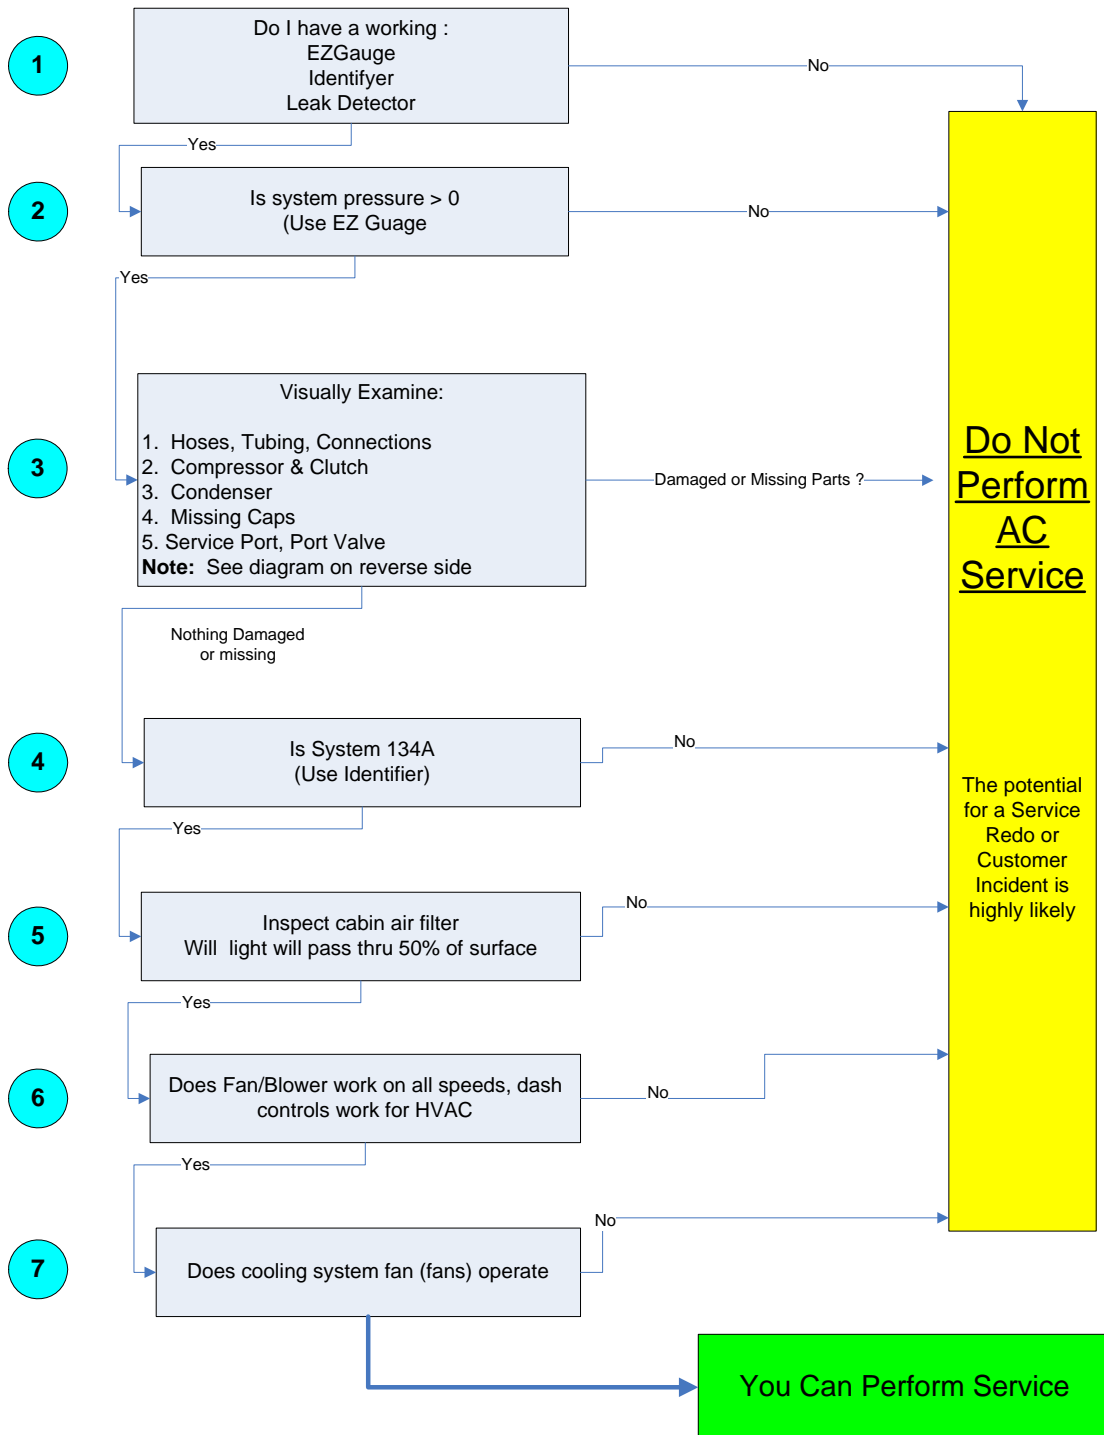 1
Do I have a working :
EZGauge
Identifyer
Leak Detector
No
Yes
2
Is system pressure > 0
(Use EZ Guage
No
Yes
3
Visually Examine:
1.  Hoses, Tubing, Connections
2.  Compressor & Clutch
3.  Condenser
4.  Missing Caps
5. Service Port, Port Valve
Note:  See diagram on reverse side
Damaged or Missing Parts ?
Nothing Damaged
or missing
4
Is System 134A
(Use Identifier)
No
Yes
5
Inspect cabin air filter
Will  light will pass thru 50% of surface
No
Yes
6
Does Fan/Blower work on all speeds, dash
controls work for HVAC
No
Yes
7
Does cooling system fan (fans) operate
No
Do Not
Perform
AC
Service
The potential
for a Service
Redo or
Customer
Incident is
highly likely
You Can Perform Service